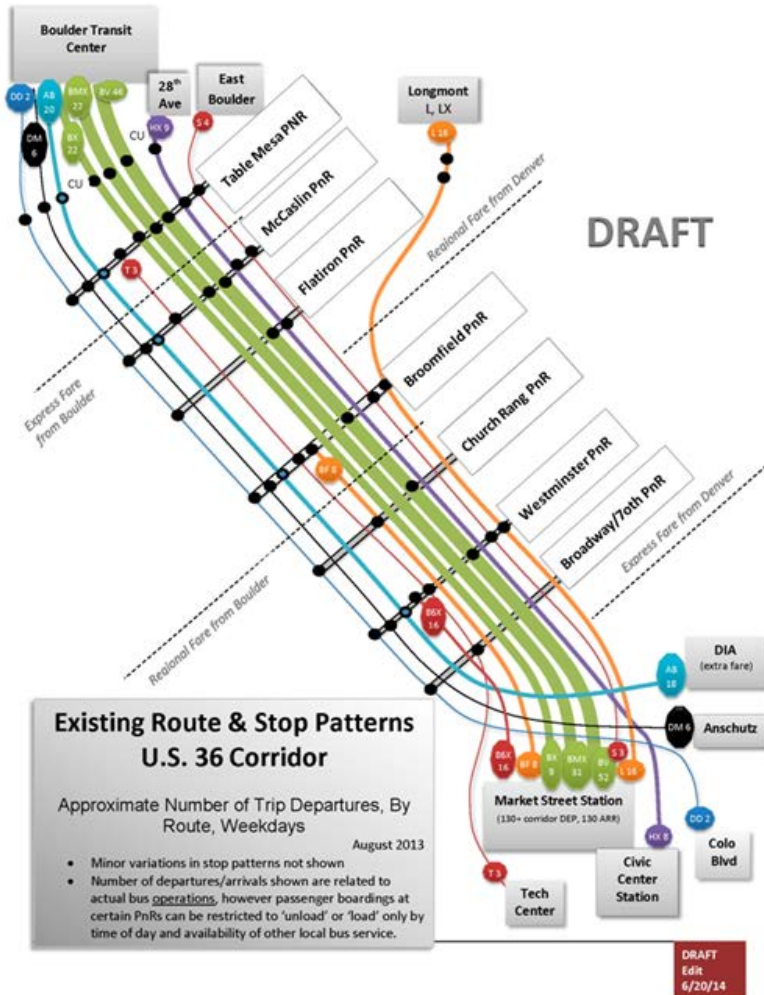 Boulder Transit
Center
DD 2
AB
20
BMX
27
BV 46
DM
6
BX
22
CU
CU
28th
Ave
HX 9
East
Boulder
S 4
Longmont
L, LX
L 16
Table Mesa PNR
McCaslin PnR
Flatiron PnR
T 3
Regional Fare from Denver
DRAFT
Express Fare
from Boulder
Broomfield PnR
Church Rang PnR
Westminster PnR
Broadway/70th PnR
BF 8
Express Fare from Denver
Regional Fare from Boulder
B6X
16
AB
18
DIA
(extra fare)
DM 6
Anschutz
Existing Route & Stop Patterns
U.S. 36 Corridor
Approximate Number of Trip Departures, By
Route, Weekdays
August 2013
• Minor variations in stop patterns not shown
• Number of departures/arrivals shown are related to
actual bus operations, however passenger boardings at
certain PnRs can be restricted to 'unload' or 'load' only by
time of day and availability of other local bus service.
B6X
16
BF 8
BX
9
BMX
31
BV
52
S 3
L 16
Market Street Station
(130+ corridor DEP, 130 ARR)
DD 2
Colo
Blvd
HX 8
Civic
Center
Station
T 3
Tech
Center
DRAFT
Edit
6/20/14